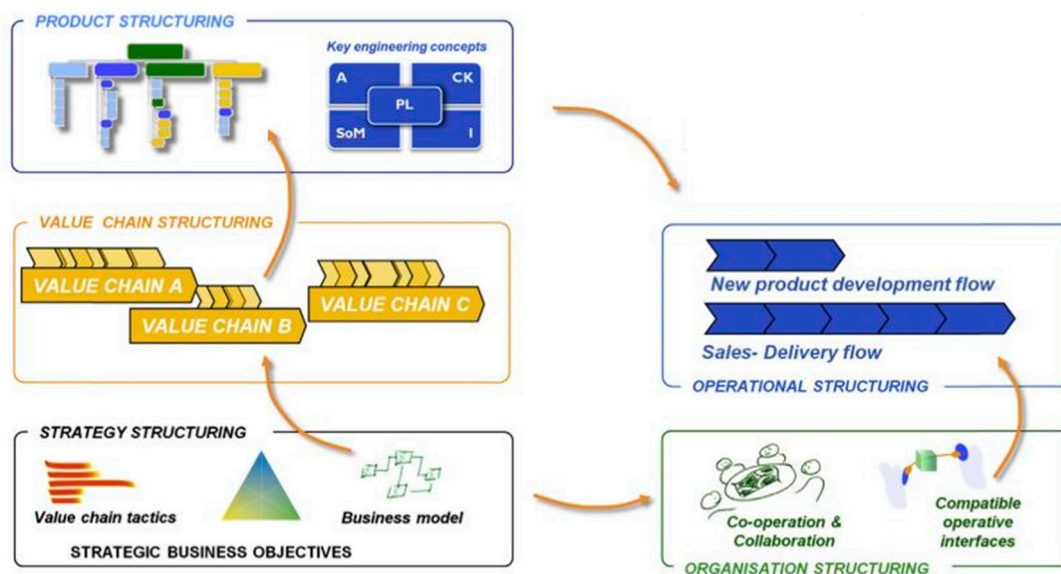 PRODUCT STRUCTURING
Key engineering concepts
A
CK
PL
SoM
I
VALUE CHAIN STRUCTURING
VALUE CHAIN A
VALUE CHAIN B
VALUE CHAIN C
New product development flow
Sales- Delivery flow
OPERATIONAL STRUCTURING
STRATEGY STRUCTURING
Value chain tactics
Business model
STRATEGIC BUSINESS OBJECTIVES
Co-operation &
Collaboration
Compatible
operative
interfaces
ORGANISATION STRUCTURING